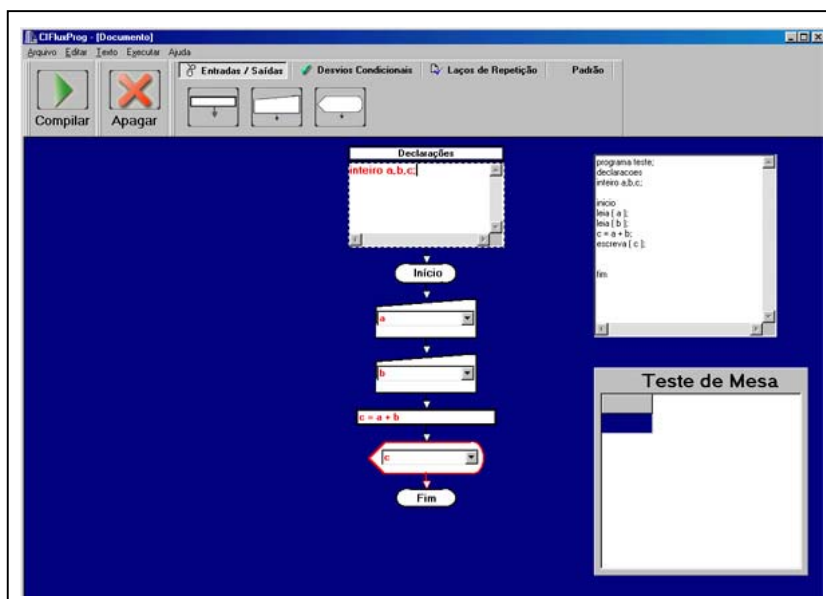 CIFluxProg - [Documento]
Arquivo Editar Texto Executar Ajuda
Entradas / Saídas Desvios Condicionais Laços de Repetição Padrão
Compilar Apagar
Declarações
inteiro a,b,c;
Início
a
b
c = a + b
c
Fim
programa teste;
declaracoes
inteiro a,b,c;
inicio
leia ( a );
leia ( b );
c = a + b;
escreva ( c );
fim
Teste de Mesa